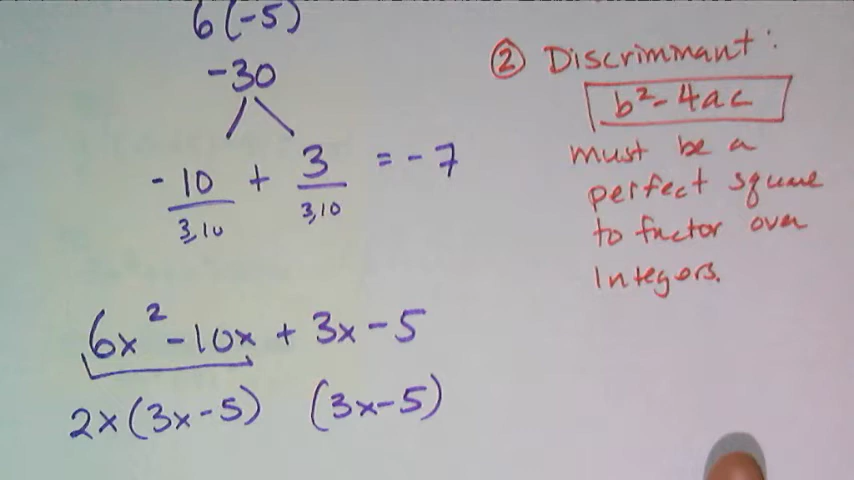 6(-5)
-30
-10 + 3 = -7
3,10 3,10
6x² -10x + 3x - 5
2x(3x-5) (3x-5)
② Discriminant:
b² - 4ac
must be a
perfect square
to factor over
Integers.